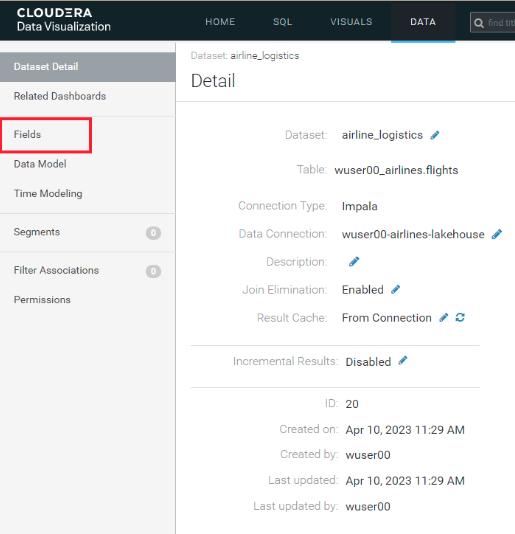 CLOUDERA
Data Visualization
HOME SQL VISUALS DATA find titl
Dataset Detail
Related Dashboards
Fields
Data Model
Time Modeling
Segments 0
Filter Associations 0
Permissions
Dataset: airline_logistics
Detail
Dataset: airline_logistics
Table: wuser00_airlines.flights
Connection Type: Impala
Data Connection: wuser00-airlines-lakehouse
Description:
Join Elimination: Enabled
Result Cache: From Connection
Incremental Results: Disabled
ID: 20
Created on: Apr 10, 2023 11:29 AM
Created by: wuser00
Last updated: Apr 10, 2023 11:29 AM
Last updated by: wuser00